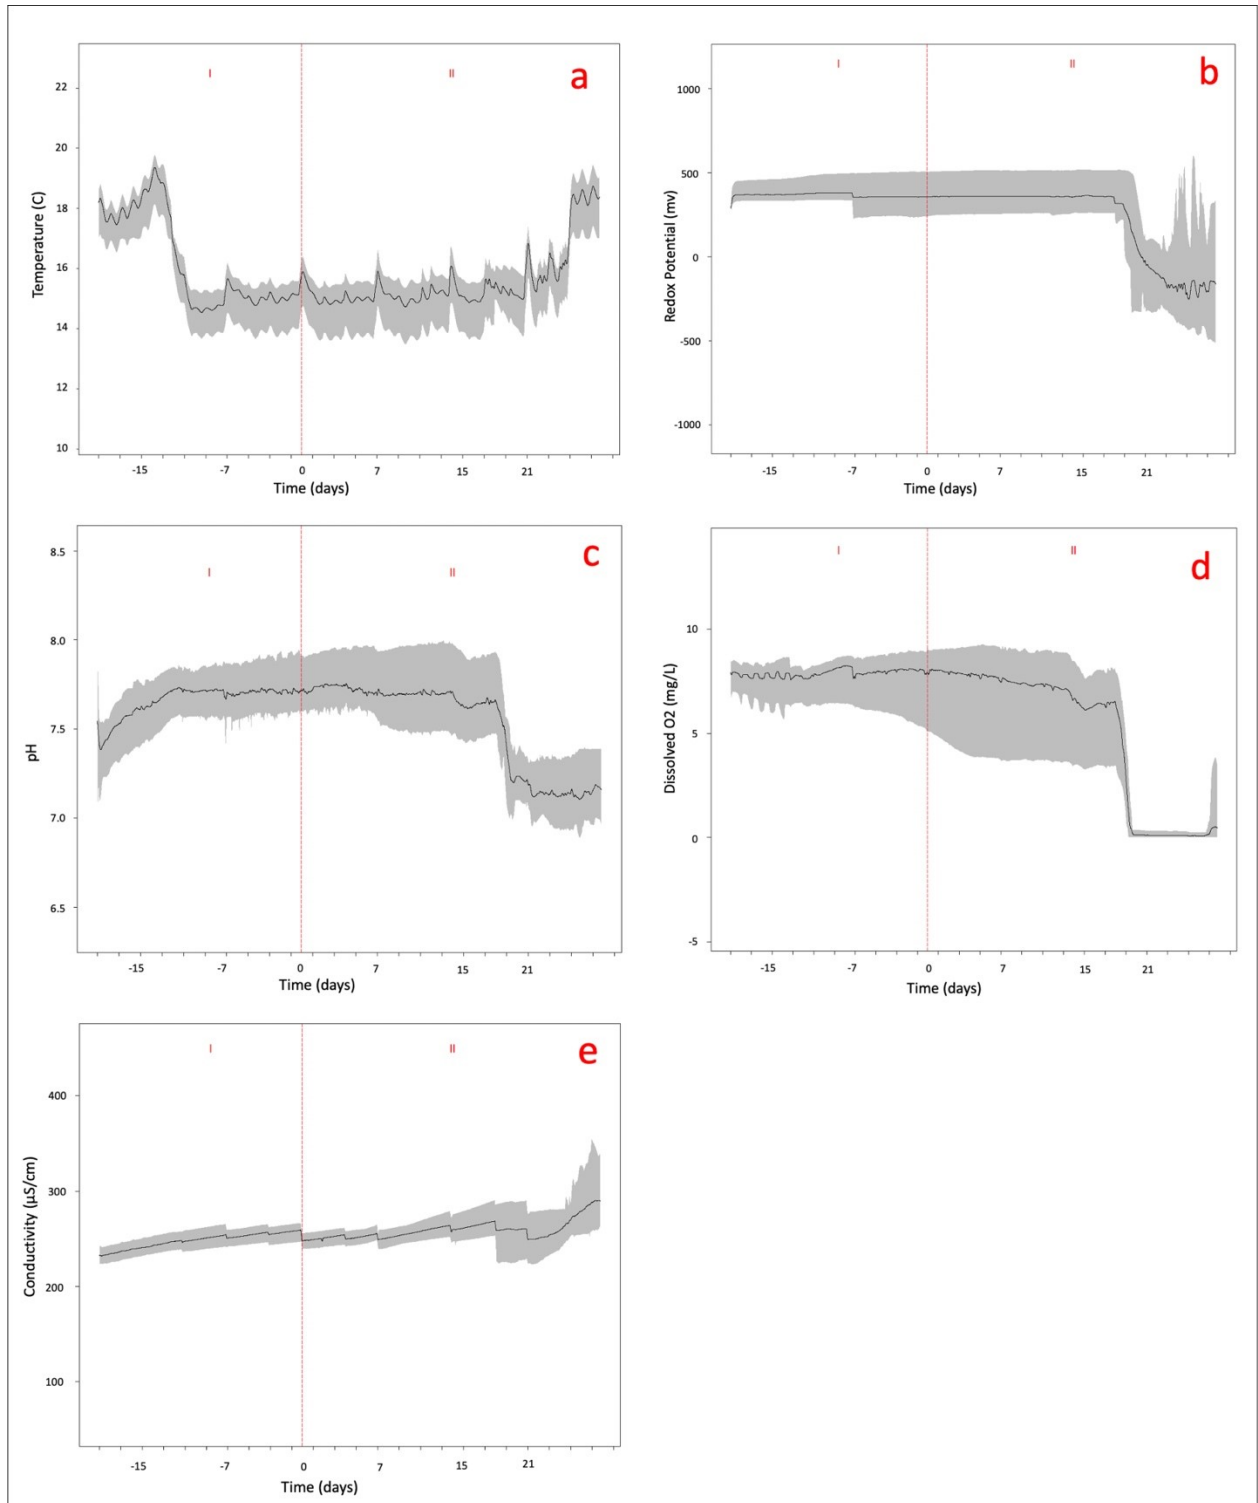 I II a
22
20
18
16
14
12
10
Temperature (C)
-15 -7 0 7 15 21
Time (days)
I II b
1000
500
0
-500
-1000
Redox Potential (mv)
-15 -7 0 7 15 21
Time (days)
I II c
8.5
8.0
7.5
7.0
6.5
pH
-15 -7 0 7 15 21
Time (days)
I II d
10
5
0
-5
Dissolved O2 (mg/L)
-15 -7 0 7 15 21
Time (days)
I II e
400
300
200
100
Conductivity (µS/cm)
-15 -7 0 7 15 21
Time (days)